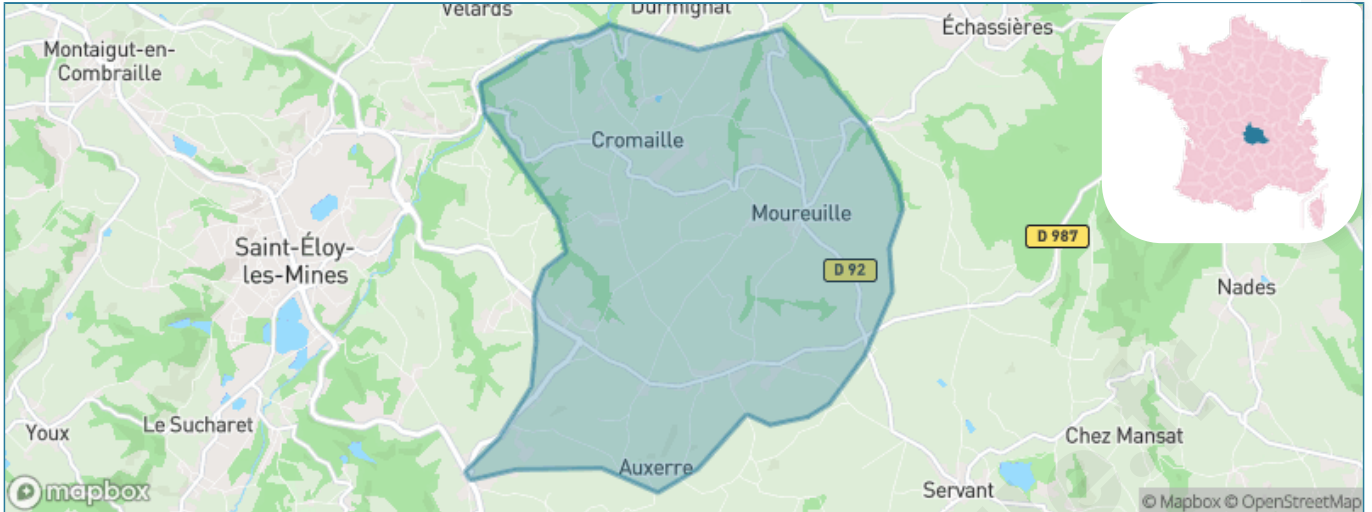 Velards
Durmignat
Échassières
Montaigut-en-
Combraille
Cromaille
Moureuille
D 987
Saint-Éloy-
les-Mines
D 92
Nades
Le Sucharet
Youx
Chez Mansat
Auxerre
Servant
mapbox
© Mapbox © OpenStreetMap